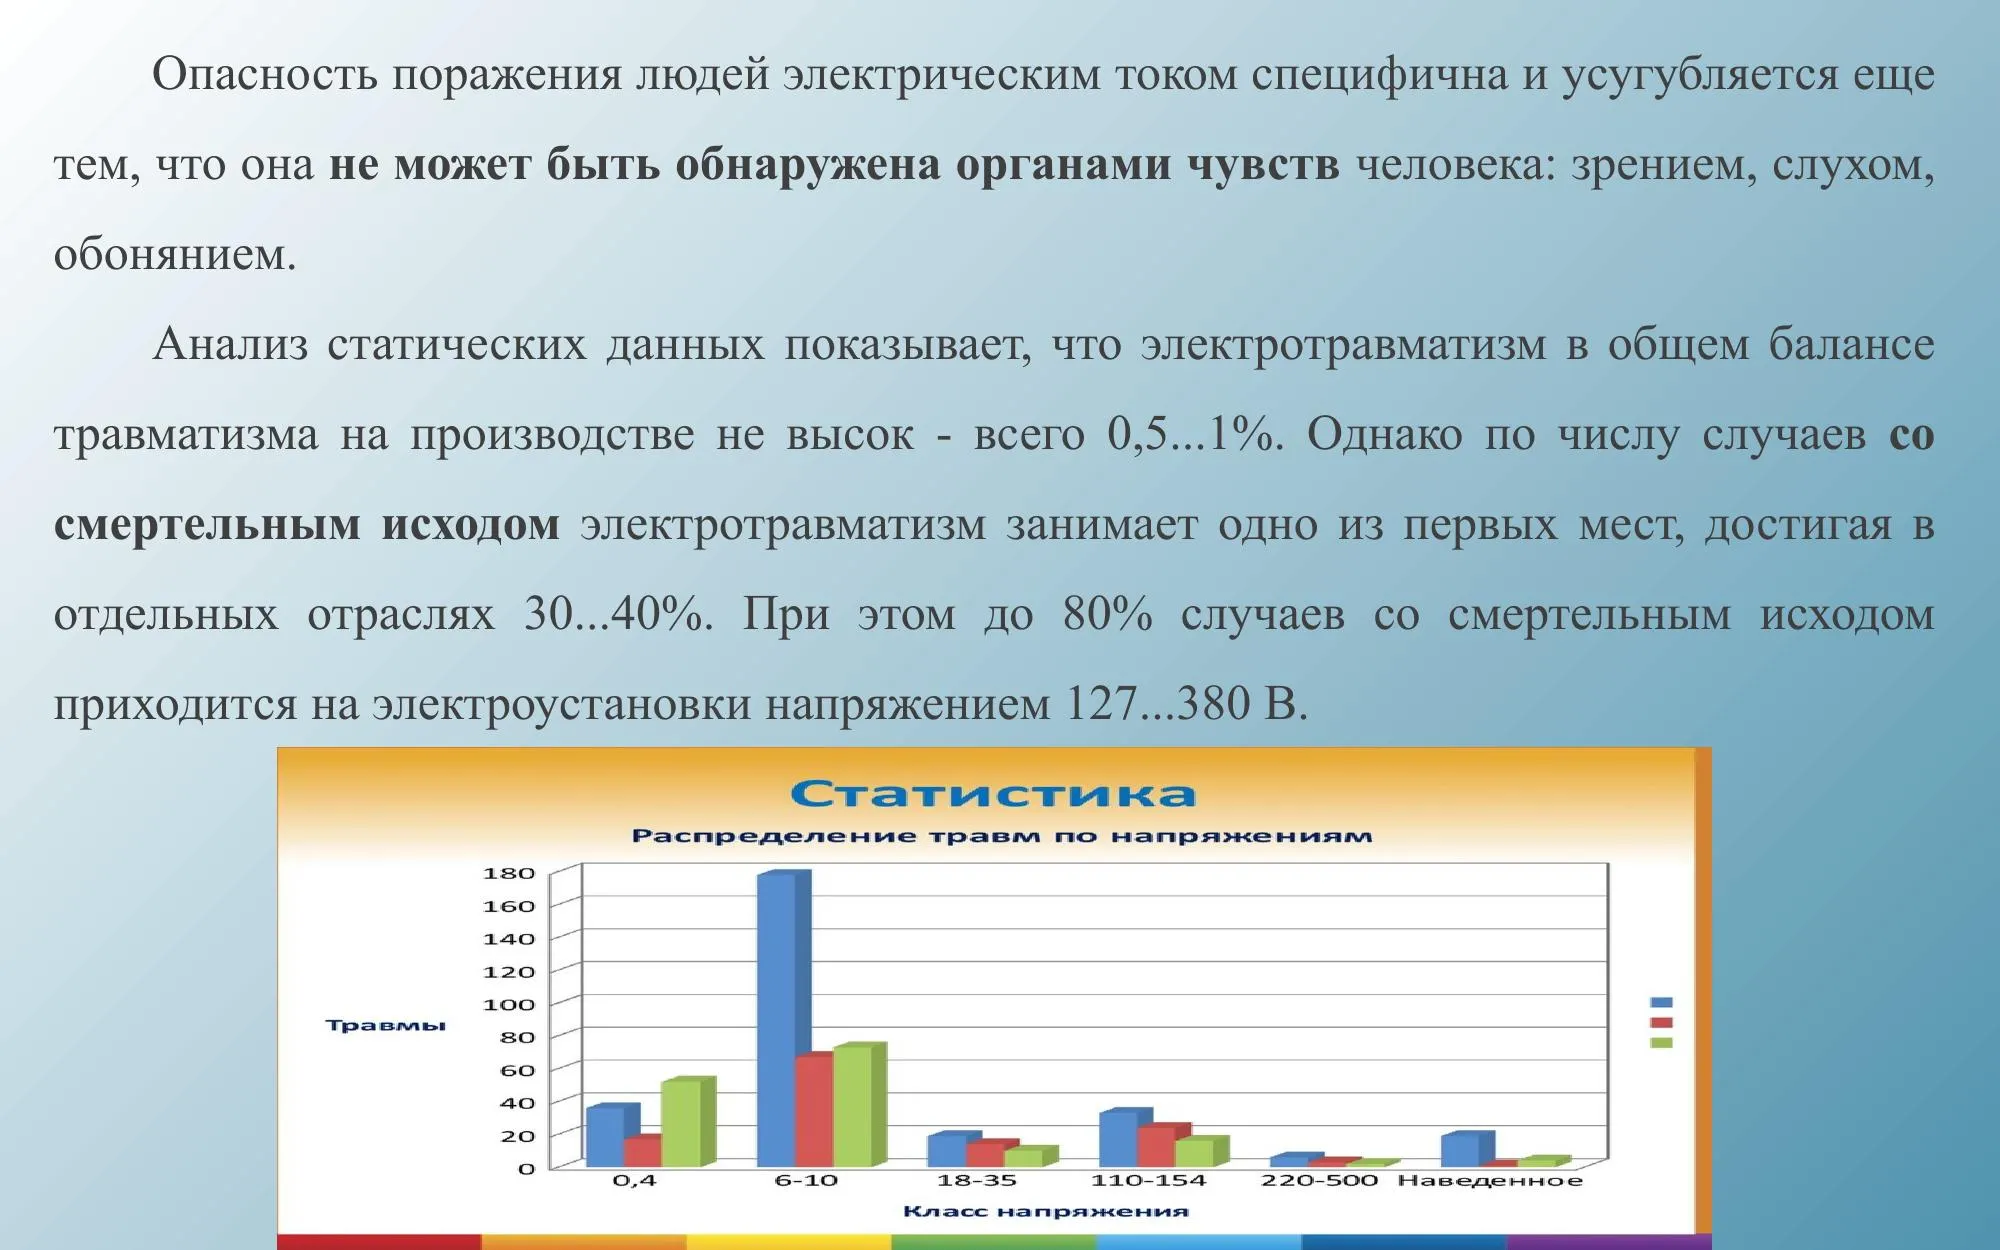 Опасность поражения людей электрическим током специфична и усугубляется еще
тем, что она не может быть обнаружена органами чувств человека: зрением, слухом,
обонянием.
Анализ статических данных показывает, что электротравматизм в общем балансе
травматизма на производстве не высок - всего 0,5...1%. Однако по числу случаев со
смертельным исходом электротравматизм занимает одно из первых мест, достигая в
отдельных отраслях 30...40%. При этом до 80% случаев со смертельным исходом
приходится на электроустановки напряжением 127...380 В.
Статистика
Распределение травм по напряжениям
180
160
140
120
100
80
60
40
20
0
Травмы
0,4 6-10 18-35 110-154 220-500 Наведенное
Класс напряжения